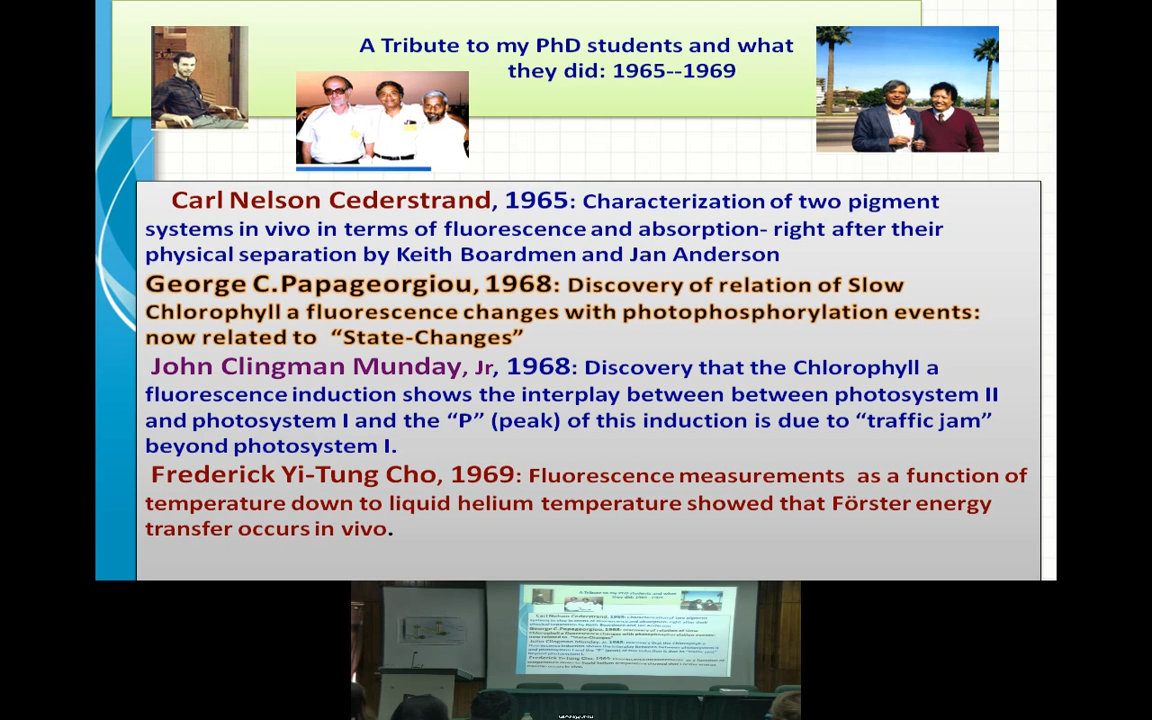 A Tribute to my PhD students and what
they did: 1965--1969
Carl Nelson Cederstrand, 1965: Characterization of two pigment
systems in vivo in terms of fluorescence and absorption- right after their
physical separation by Keith Boardmen and Jan Anderson
George C.Papageorgiou, 1968: Discovery of relation of Slow
Chlorophyll a fluorescence changes with photophosphorylation events:
now related to “State-Changes”
John Clingman Munday, Jr, 1968: Discovery that the Chlorophyll a
fluorescence induction shows the interplay between between photosystem II
and photosystem I and the “P” (peak) of this induction is due to “traffic jam”
beyond photosystem I.
Frederick Yi-Tung Cho, 1969: Fluorescence measurements as a function of
temperature down to liquid helium temperature showed that Förster energy
transfer occurs in vivo.